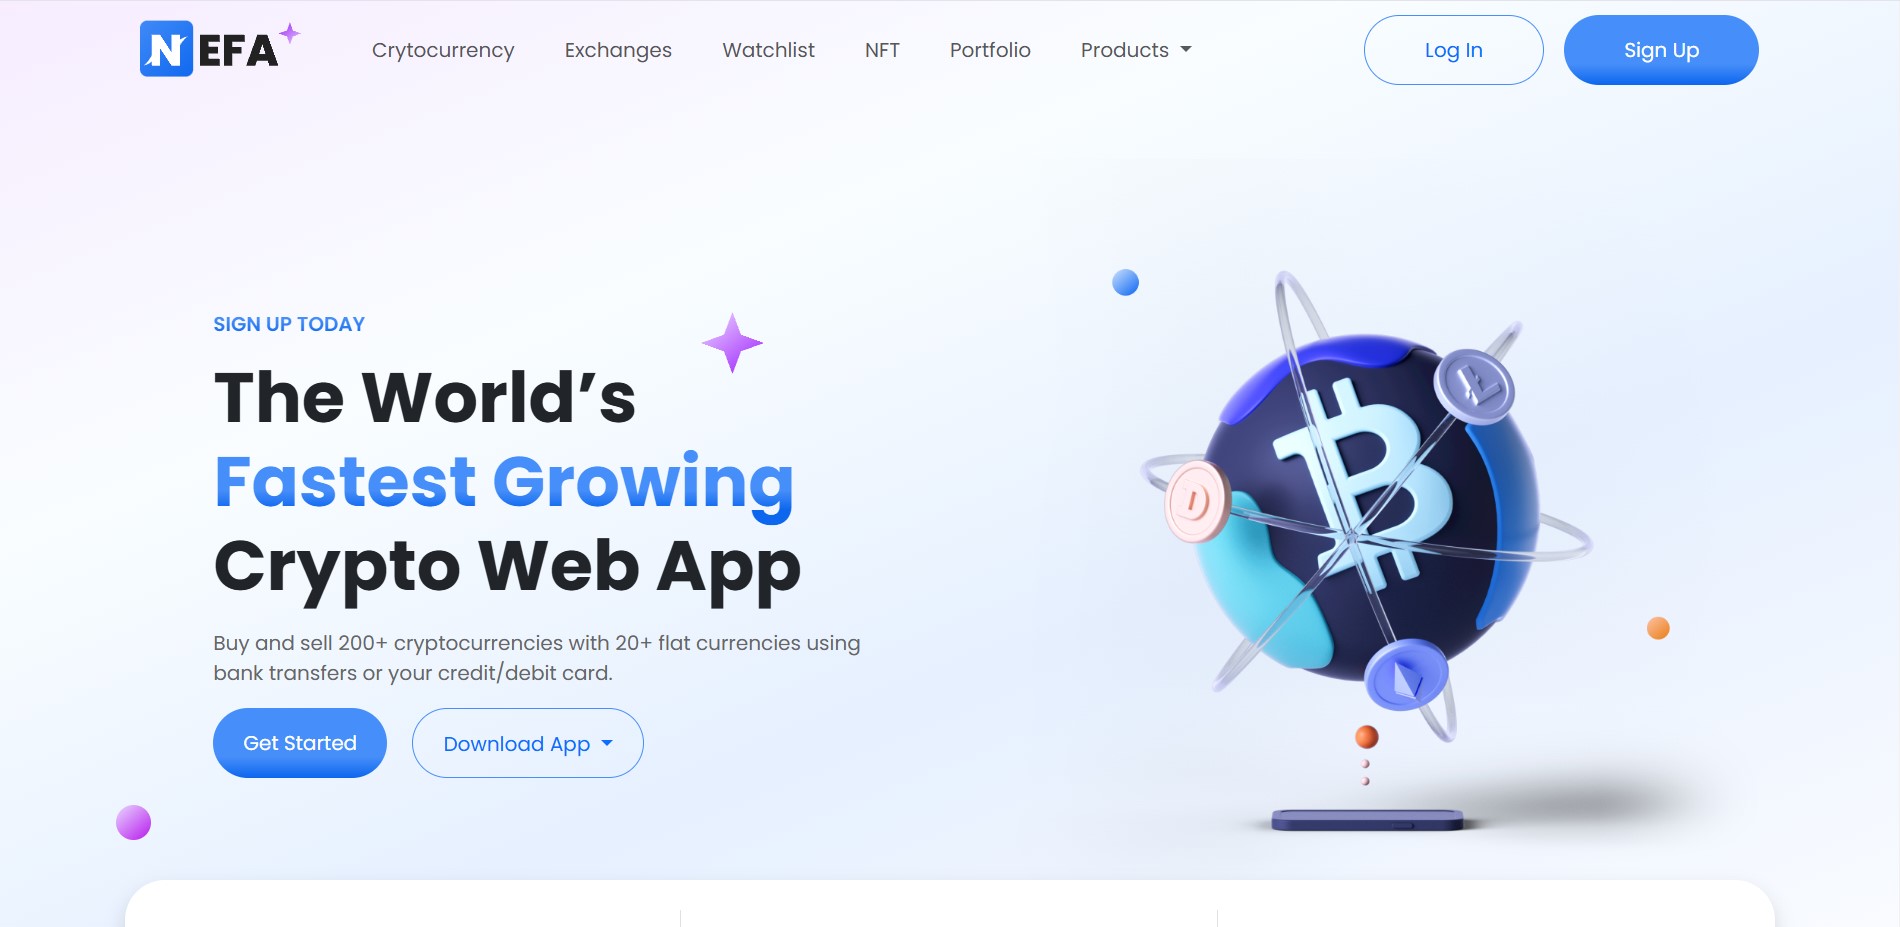 NEFA
Crytocurrency
Exchanges
Watchlist
NFT
Portfolio
Products
Log In
Sign Up
SIGN UP TODAY
The World’s
Fastest Growing
Crypto Web App
Buy and sell 200+ cryptocurrencies with 20+ flat currencies using
bank transfers or your credit/debit card.
Get Started
Download App